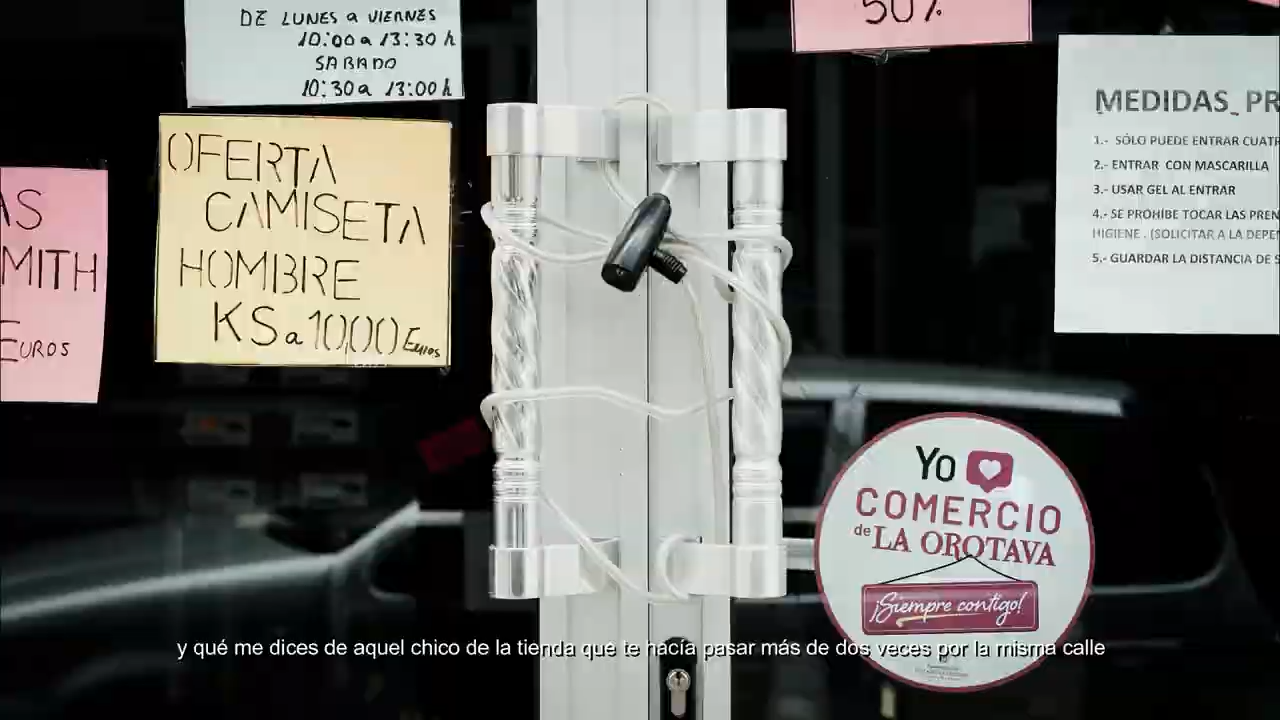 DE LUNES a VIERNES
10:00 a 13:30 h
SABADO
10:30 a 13:00 h
OFERTA
CAMISETA
HOMBRE
KS a 10,00 Euros
AS
MITH
EUROS
50%
MEDIDAS PR
1.- SÓLO PUEDE ENTRAR CUATR
2.- ENTRAR CON MASCARILLA
3.- USAR GEL AL ENTRAR
4.- SE PROHÍBE TOCAR LAS PREN
HIGIENE . (SOLICITAR A LA DEPEN
5.- GUARDAR LA DISTANCIA DE S
Yo
COMERCIO
de LA OROTAVA
¡Siempre contigo!
y qué me dices de aquel chico de la tienda que te hacía pasar más de dos veces por la misma calle